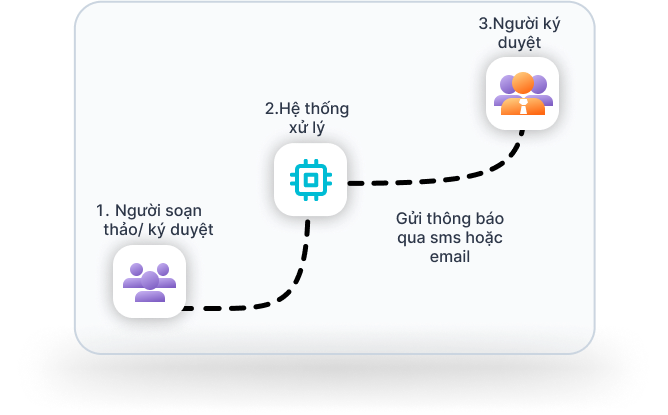 3.Người ký
duyệt
2.Hệ thống
xử lý
1. Người soạn
thảo/ ký duyệt
Gửi thông báo
qua sms hoặc
email